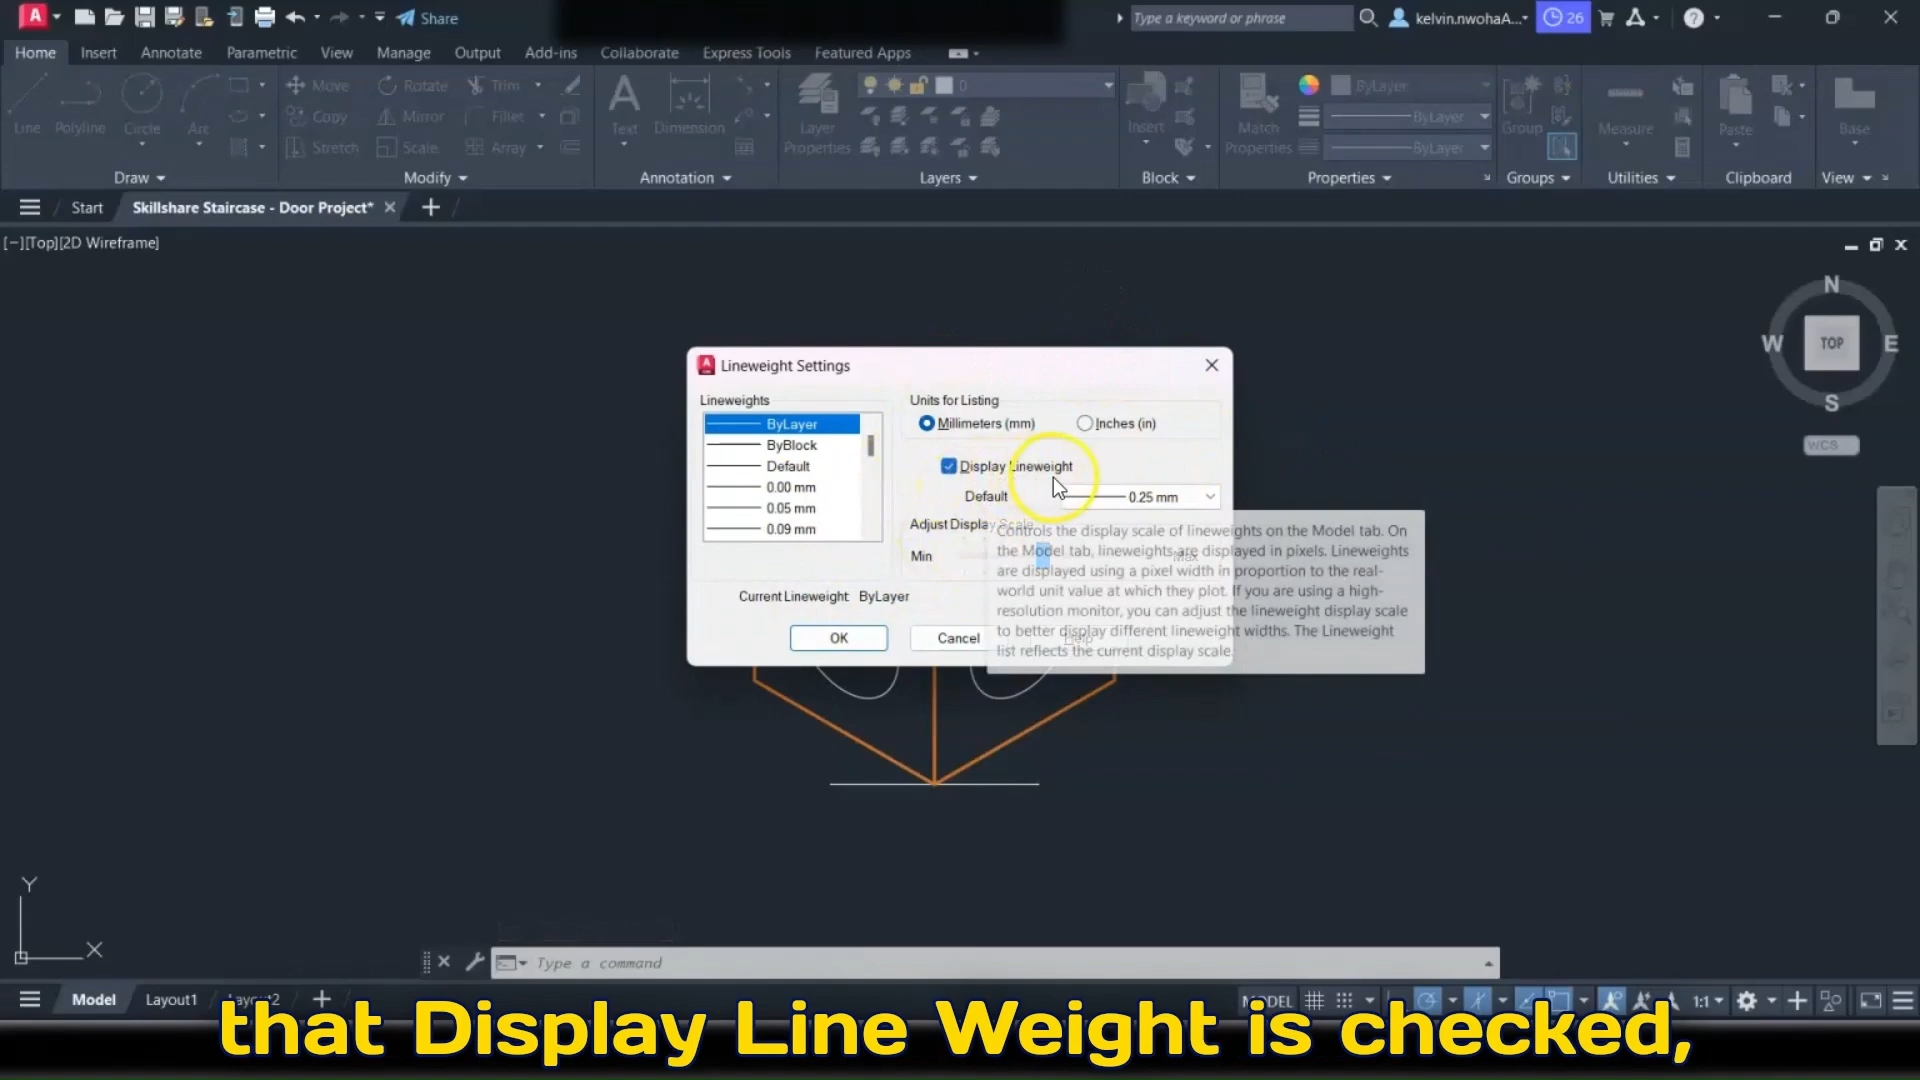 Share
Type a keyword or phrase
kelvin.nwohaA...
26
Home Insert Annotate Parametric View Manage Output Add-ins Collaborate Express Tools Featured Apps
Move Rotate Trim
0
ByLayer
Copy Mirror Fillet
ByLayer
Line Polyline Circle Arc
Text Dimension
Layer
Properties
Insert
Match
Properties
Group
Measure
Paste
Base
Stretch Scale Array
ByLayer
Draw Modify Annotation Layers Block Properties Groups Utilities Clipboard View
Start Skillshare Staircase - Door Project*
[−][Top][2D Wireframe]
N
W TOP E
S
WCS
Lineweight Settings
Lineweights
ByLayer
ByBlock
Default
0.00 mm
0.05 mm
0.09 mm
Units for Listing
Millimeters (mm) Inches (in)
Display Lineweight
Default 0.25 mm
Adjust Display Scale
Min Max
Controls the display scale of lineweights on the Model tab. On
the Model tab, lineweights are displayed in pixels. Lineweights
are displayed using a pixel width in proportion to the real-
world unit value at which they plot. If you are using a high-
resolution monitor, you can adjust the lineweight display scale
to better display different lineweight widths. The Lineweight
list reflects the current display scale.
Current Lineweight: ByLayer
OK Cancel Help
Y
X
Type a command
Model Layout1 Layout2
MODEL 1:1
that Display Line Weight is checked,